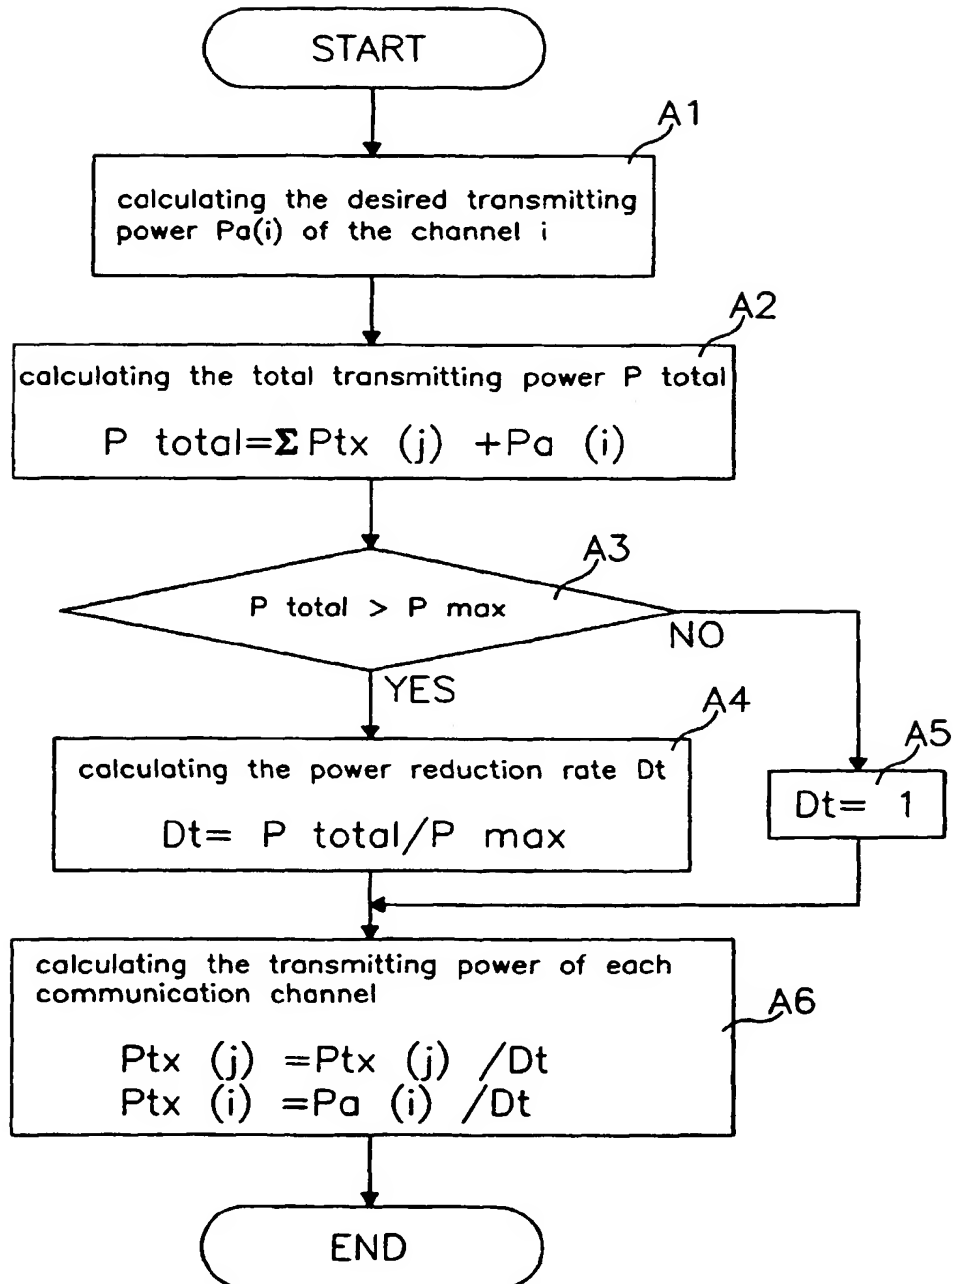 START
A1
calculating the desired transmitting
power Pa(i) of the channel i
A2
calculating the total transmitting power P total
P total=Σ Ptx (j) +Pa (i)
A3
P total > P max
NO
YES
A4
calculating the power reduction rate Dt
Dt= P total/P max
A5
Dt= 1
calculating the transmitting power of each
communication channel
A6
Ptx (j) =Ptx (j) /Dt
Ptx (i) =Pa (i) /Dt
END